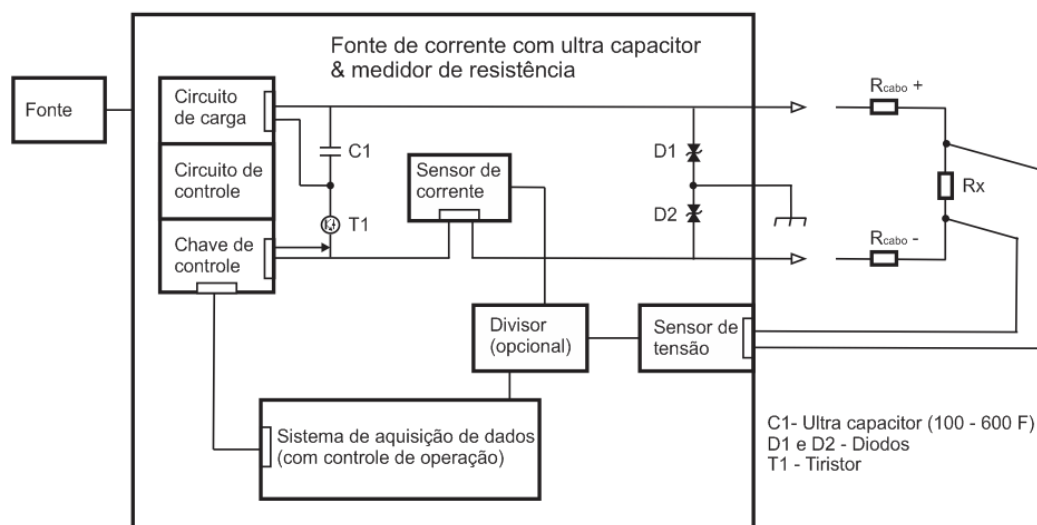 Fonte de corrente com ultra capacitor
& medidor de resistência
Fonte
Circuito
de carga
C1
Circuito de
controle
T1
Chave de
controle
Sensor de
corrente
D1
D2
Rcabo +
Rx
Rcabo -
Divisor
(opcional)
Sensor de
tensão
Sistema de aquisição de dados
(com controle de operação)
C1- Ultra capacitor (100 - 600 F)
D1 e D2 - Diodos
T1 - Tiristor